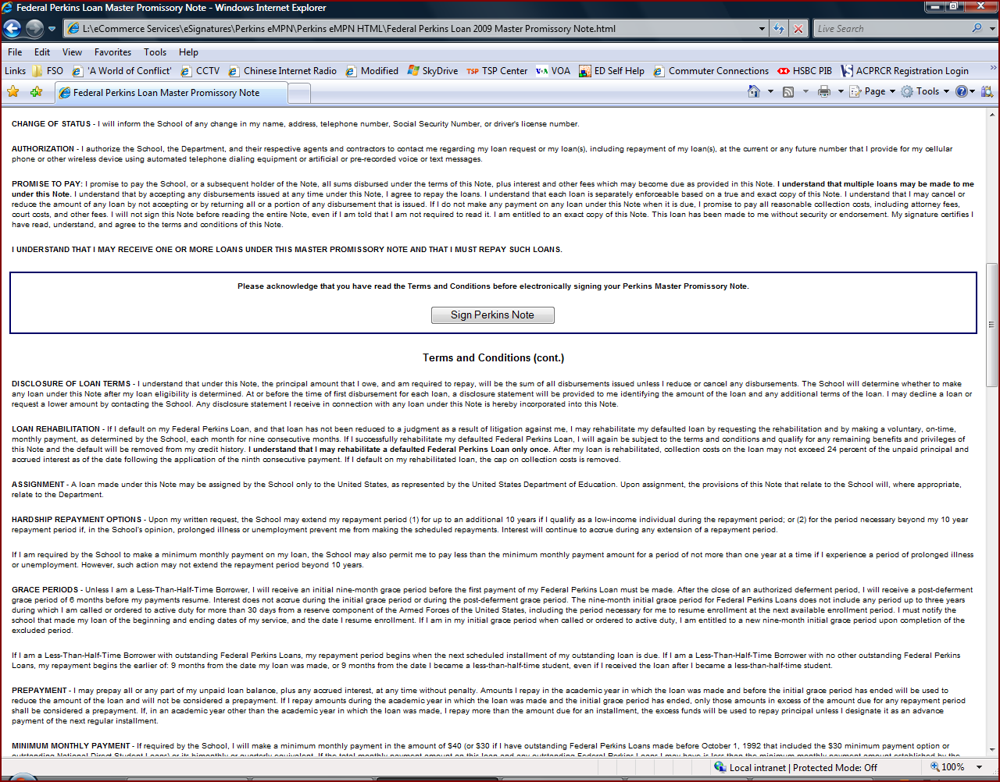 Federal Perkins Loan Master Promissory Note - Windows Internet Explorer
L:\eCommerce Services\eSignatures\Perkins eMPN\Perkins eMPN HTML\Federal Perkins Loan 2009 Master Promissory Note.html
Live Search
File Edit View Favorites Tools Help
Links FSO 'A World of Conflict' CCTV Chinese Internet Radio Modified SkyDrive TSP TSP Center VOA VOA ED Self Help Commuter Connections HSBC PIB ACPRCR Registration Login »
Federal Perkins Loan Master Promissory Note
Page Tools
CHANGE OF STATUS - I will inform the School of any change in my name, address, telephone number, Social Security Number, or driver's license number.
AUTHORIZATION - I authorize the School, the Department, and their respective agents and contractors to contact me regarding my loan request or my loan(s), including repayment of my loan(s), at the current or any future number that I provide for my cellular
phone or other wireless device using automated telephone dialing equipment or artificial or pre-recorded voice or text messages.
PROMISE TO PAY: I promise to pay the School, or a subsequent holder of the Note, all sums disbursed under the terms of this Note, plus interest and other fees which may become due as provided in this Note. I understand that multiple loans may be made to me
under this Note. I understand that by accepting any disbursements issued at any time under this Note, I agree to repay the loans. I understand that each loan is separately enforceable based on a true and exact copy of this Note. I understand that I may cancel or
reduce the amount of any loan by not accepting or by returning all or a portion of any disbursement that is issued. If I do not make any payment on any loan under this Note when it is due, I promise to pay all reasonable collection costs, including attorney fees,
court costs, and other fees. I will not sign this Note before reading the entire Note, even if I am told that I am not required to read it. I am entitled to an exact copy of this Note. This loan has been made to me without security or endorsement. My signature certifies I
have read, understand, and agree to the terms and conditions of this Note.
I UNDERSTAND THAT I MAY RECEIVE ONE OR MORE LOANS UNDER THIS MASTER PROMISSORY NOTE AND THAT I MUST REPAY SUCH LOANS.
Please acknowledge that you have read the Terms and Conditions before electronically signing your Perkins Master Promissory Note.
Sign Perkins Note
Terms and Conditions (cont.)
DISCLOSURE OF LOAN TERMS - I understand that under this Note, the principal amount that I owe, and am required to repay, will be the sum of all disbursements issued unless I reduce or cancel any disbursements. The School will determine whether to make
any loan under this Note after my loan eligibility is determined. At or before the time of first disbursement for each loan, a disclosure statement will be provided to me identifying the amount of the loan and any additional terms of the loan. I may decline a loan or
request a lower amount by contacting the School. Any disclosure statement I receive in connection with any loan under this Note is hereby incorporated into this Note.
LOAN REHABILITATION - If I default on my Federal Perkins Loan, and that loan has not been reduced to a judgment as a result of litigation against me, I may rehabilitate my defaulted loan by requesting the rehabilitation and by making a voluntary, on-time,
monthly payment, as determined by the School, each month for nine consecutive months. If I successfully rehabilitate my defaulted Federal Perkins Loan, I will again be subject to the terms and conditions and qualify for any remaining benefits and privileges of
this Note and the default will be removed from my credit history. I understand that I may rehabilitate a defaulted Federal Perkins Loan only once. After my loan is rehabilitated, collection costs on the loan may not exceed 24 percent of the unpaid principal and
accrued interest as of the date following the application of the ninth consecutive payment. If I default on my rehabilitated loan, the cap on collection costs is removed.
ASSIGNMENT - A loan made under this Note may be assigned by the School only to the United States, as represented by the United States Department of Education. Upon assignment, the provisions of this Note that relate to the School will, where appropriate,
relate to the Department.
HARDSHIP REPAYMENT OPTIONS - Upon my written request, the School may extend my repayment period (1) for up to an additional 10 years if I qualify as a low-income individual during the repayment period; or (2) for the period necessary beyond my 10 year
repayment period if, in the School's opinion, prolonged illness or unemployment prevent me from making the scheduled repayments. Interest will continue to accrue during any extension of a repayment period.
If I am required by the School to make a minimum monthly payment on my loan, the School may also permit me to pay less than the minimum monthly payment amount for a period of not more than one year at a time if I experience a period of prolonged illness
or unemployment. However, such action may not extend the repayment period beyond 10 years.
GRACE PERIODS - Unless I am a Less-Than-Half-Time Borrower, I will receive an initial nine-month grace period before the first payment of my Federal Perkins Loan must be made. After the close of an authorized deferment period, I will receive a post-deferment
grace period of 6 months before my payments resume. Interest does not accrue during the initial grace period or during the post-deferment grace period. The nine-month initial grace period for Federal Perkins Loans does not include any period up to three years
during which I am called or ordered to active duty for more than 30 days from a reserve component of the Armed Forces of the United States, including the period necessary for me to resume enrollment at the next available enrollment period. I must notify the
school that made my loan of the beginning and ending dates of my service, and the date I resume enrollment. If I am in my initial grace period when called or ordered to active duty, I am entitled to a new nine-month initial grace period upon completion of the
excluded period.
If I am a Less-Than-Half-Time Borrower with outstanding Federal Perkins Loans, my repayment period begins when the next scheduled installment of my outstanding loan is due. If I am a Less-Than-Half-Time Borrower with no other outstanding Federal Perkins
Loans, my repayment begins the earlier of: 9 months from the date my loan was made, or 9 months from the date I became a less-than-half-time student, even if I received the loan after I became a less-than-half-time student.
PREPAYMENT - I may prepay all or any part of my unpaid loan balance, plus any accrued interest, at any time without penalty. Amounts I repay in the academic year in which the loan was made and before the initial grace period has ended will be used to
reduce the amount of the loan and will not be considered a prepayment. If I repay amounts during the academic year in which the loan was made and the initial grace period has ended, only those amounts in excess of the amount due for any repayment period
shall be considered a prepayment. If, in an academic year other than the academic year in which the loan was made, I repay more than the amount due for an installment, the excess funds will be used to repay principal unless I designate it as an advance
payment of the next regular installment.
MINIMUM MONTHLY PAYMENT - If required by the School, I will make a minimum monthly payment in the amount of $40 (or $30 if I have outstanding Federal Perkins Loans made before October 1, 1992 that included the $30 minimum payment option or
outstanding National Direct Student Loans) or its bimonthly or quarterly equivalent. If the total monthly payment amount on this loan and any outstanding Federal Perkins Loans I may have is less than the minimum monthly payment amount established by the
Local intranet | Protected Mode: Off
100%